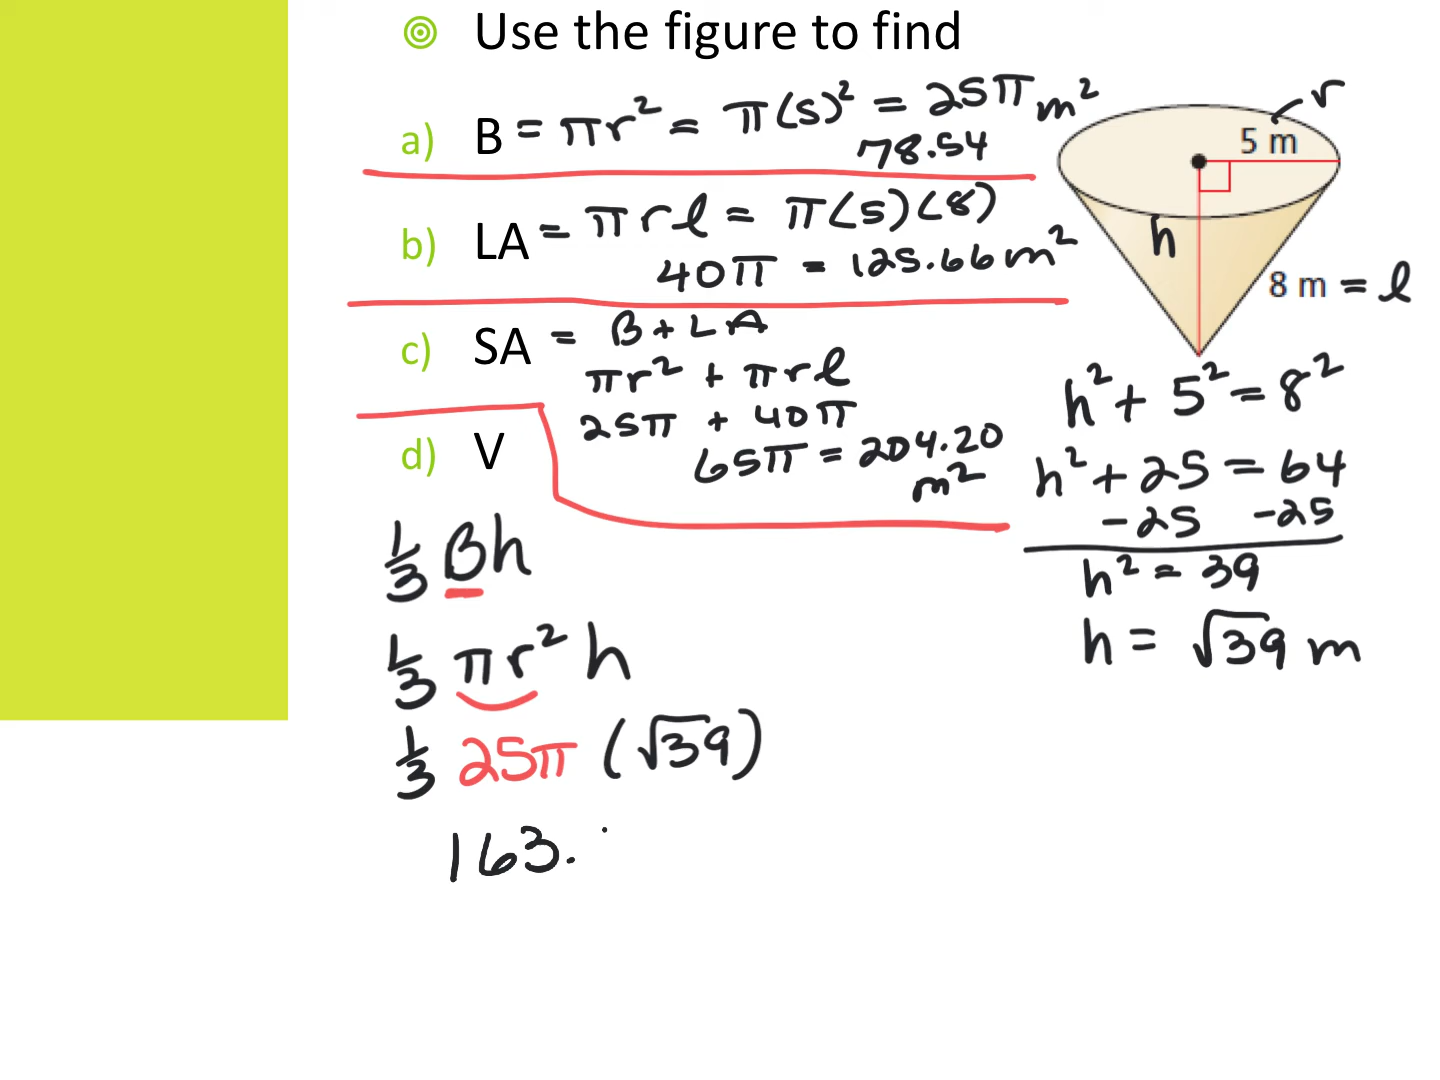 Use the figure to find
a) B = πr² = π(5)² = 25π m²
78.54
b) LA = πrl = π(5)(8)
40π = 125.66 m²
c) SA = B + LA
πr² + πrl
25π + 40π
65π = 204.20
m²
d) V
1/3 Bh
1/3 πr² h
1/3 25π (√39)
163.
r
5 m
h
8 m = l
h² + 5² = 8²
h² + 25 = 64
-25 -25
h² = 39
h = √39 m